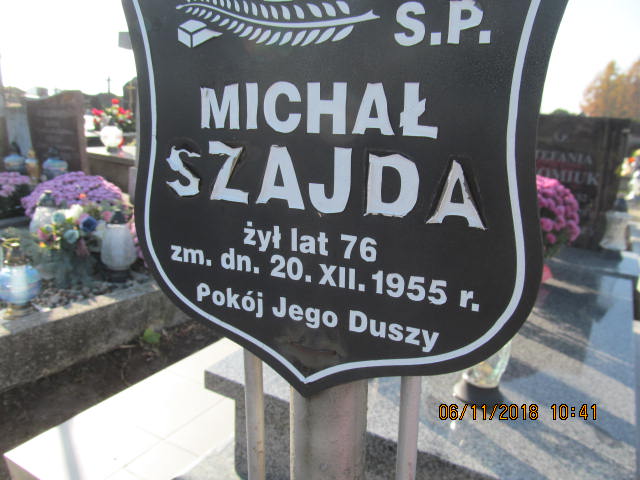 Ś.P.
MICHAŁ
SZAJDA
żył lat 76
zm. dn. 20. XII. 1955 r.
Pokój Jego Duszy
06/11/2018 10:41